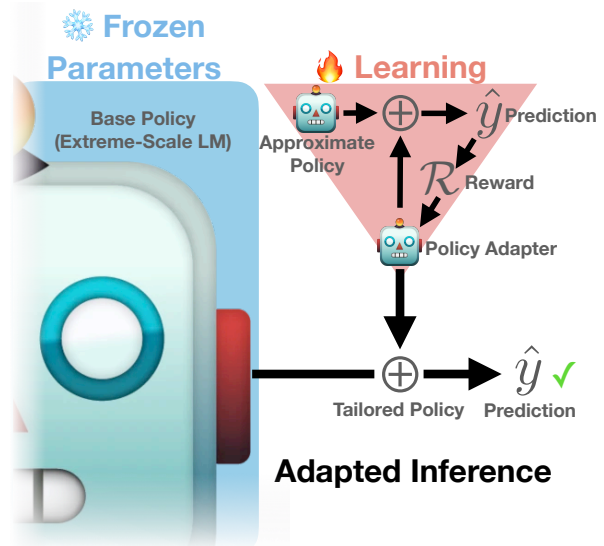 Frozen
Parameters
Base Policy
(Extreme-Scale LM)
Learning
Approximate
Policy
ŷ Prediction
R Reward
Policy Adapter
Tailored Policy
ŷ
Prediction
Adapted Inference